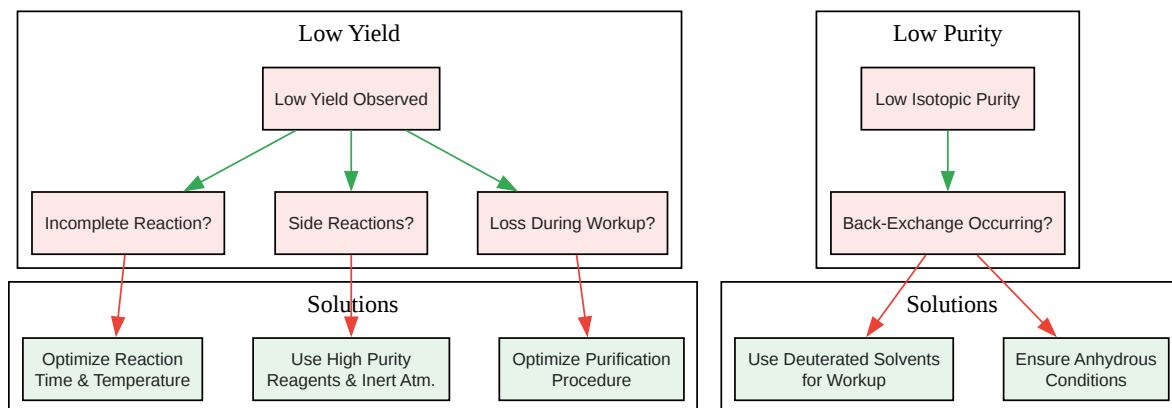 Low Yield
Low Yield Observed
Incomplete Reaction?
Side Reactions?
Loss During Workup?
Solutions
Optimize Reaction
Time & Temperature
Use High Purity
Reagents & Inert Atm.
Optimize Purification
Procedure
Low Purity
Low Isotopic Purity
Back-Exchange Occurring?
Solutions
Use Deuterated Solvents
for Workup
Ensure Anhydrous
Conditions